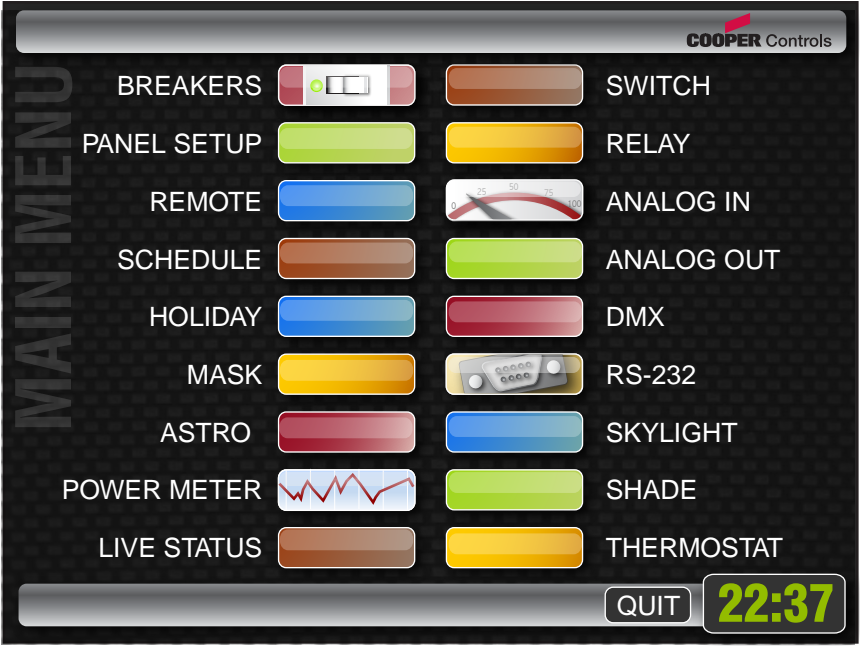 COOPER Controls
MAIN MENU
BREAKERS
SWITCH
PANEL SETUP
RELAY
REMOTE
0 25 50 75 100
ANALOG IN
SCHEDULE
ANALOG OUT
HOLIDAY
DMX
MASK
RS-232
ASTRO
SKYLIGHT
POWER METER
SHADE
LIVE STATUS
THERMOSTAT
QUIT
22:37